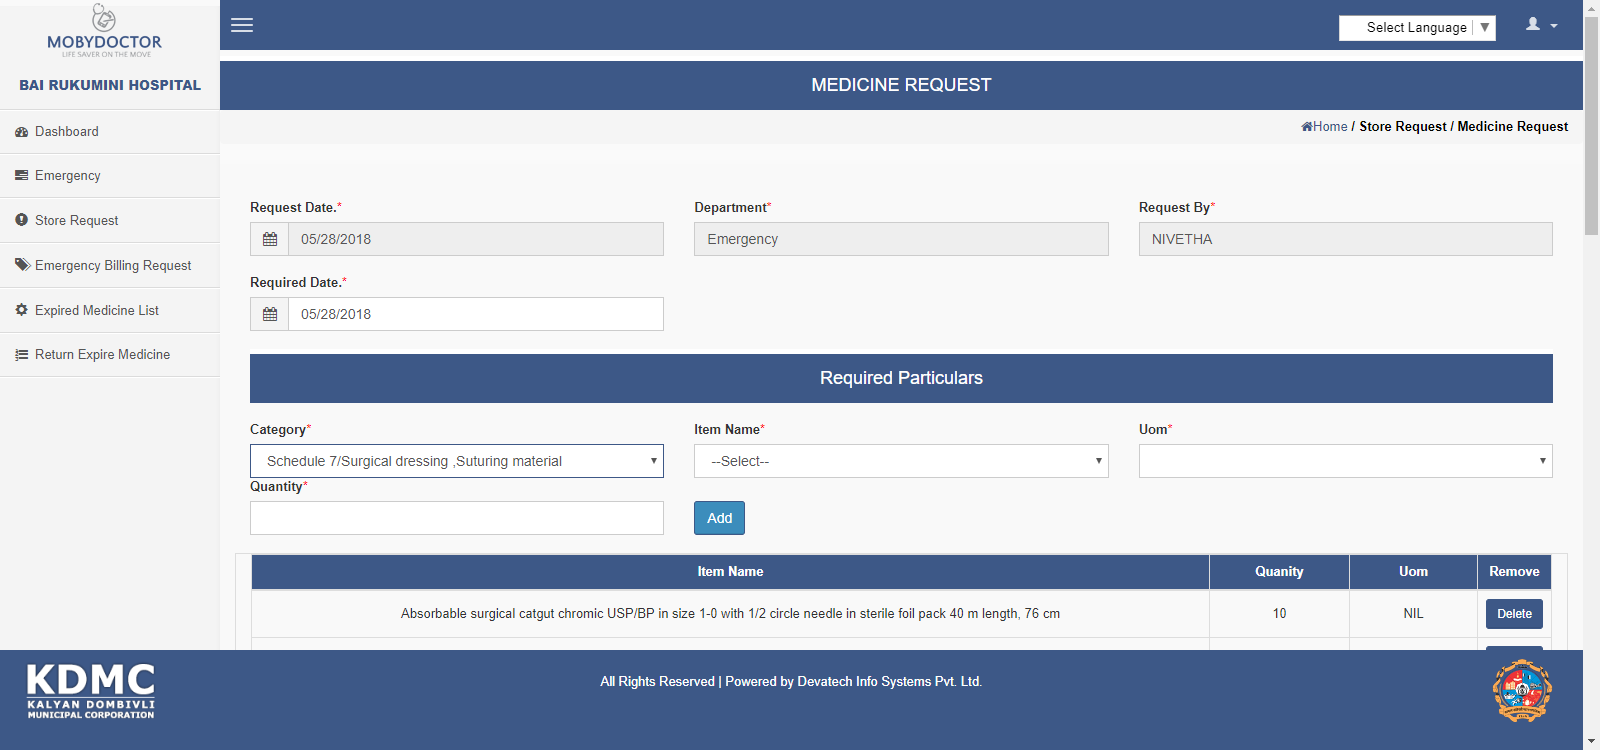 MOBYDOCTOR
LIFE SAVER ON THE MOVE
BAI RUKUMINI HOSPITAL
Dashboard
Emergency
Store Request
Emergency Billing Request
Expired Medicine List
Return Expire Medicine
Select Language
MEDICINE REQUEST
Home / Store Request / Medicine Request
Request Date.* Department* Request By*
05/28/2018 Emergency NIVETHA
Required Date.*
05/28/2018
Required Particulars
Category* Item Name* Uom*
Schedule 7/Surgical dressing ,Suturing material --Select--
Quantity*
Add
Item Name Quanity Uom Remove
Absorbable surgical catgut chromic USP/BP in size 1-0 with 1/2 circle needle in sterile foil pack 40 m length, 76 cm 10 NIL Delete
KDMC
KALYAN DOMBIVLI
MUNICIPAL CORPORATION
All Rights Reserved | Powered by Devatech Info Systems Pvt. Ltd.